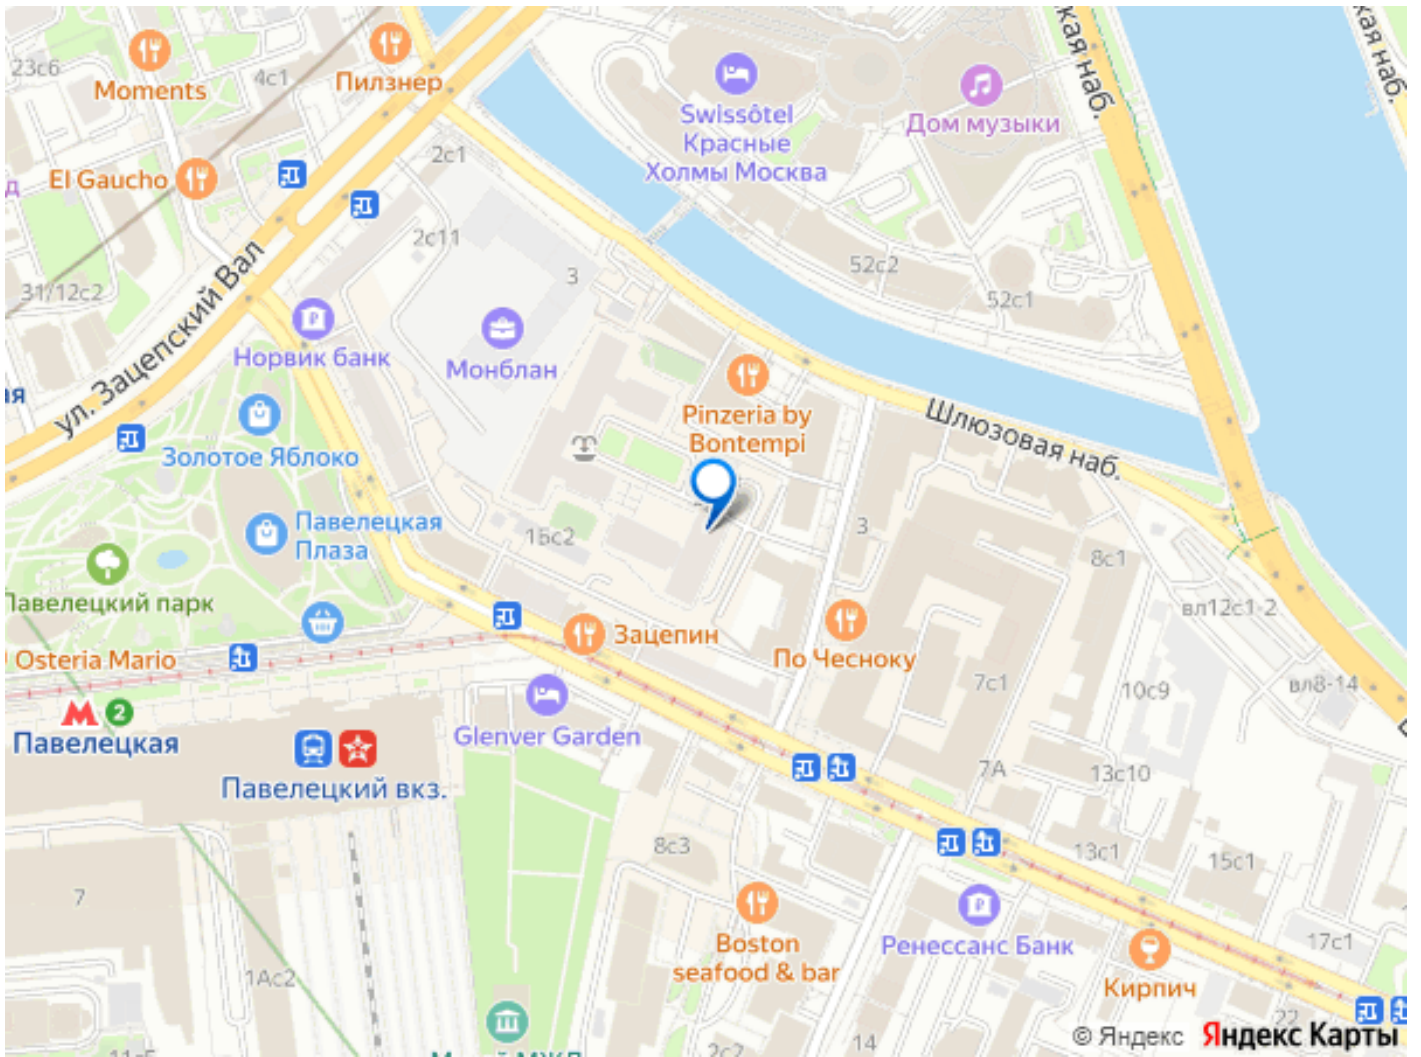 23с6
Moments
4с1
Пилзнер
Swissôtel
Красные
Холмы Москва
Дом музыки
кая наб.
кая наб.
El Gaucho
2с1
2с11
3
52с2
52с1
31/12с2
ул. Зацепский Вал
Норвик банк
Монблан
ая
Золотое Яблоко
Pinzeria by
Bontempi
Шлюзовая наб.
Павелецкая
Плаза
1Бс2
3
8с1
Павелецкий парк
вл12с1-2
Зацепин
Osteria Mario
По Чесноку
7с1
10с9
вл8-14
2
Павелецкая
Glenver Garden
Павелецкий вкз.
7А
13с10
8с3
13с1
15с1
7
Boston
seafood & bar
Ренессанс Банк
17с1
1Ас2
Кирпич
22
14
2с2
© Яндекс Яндекс Карты